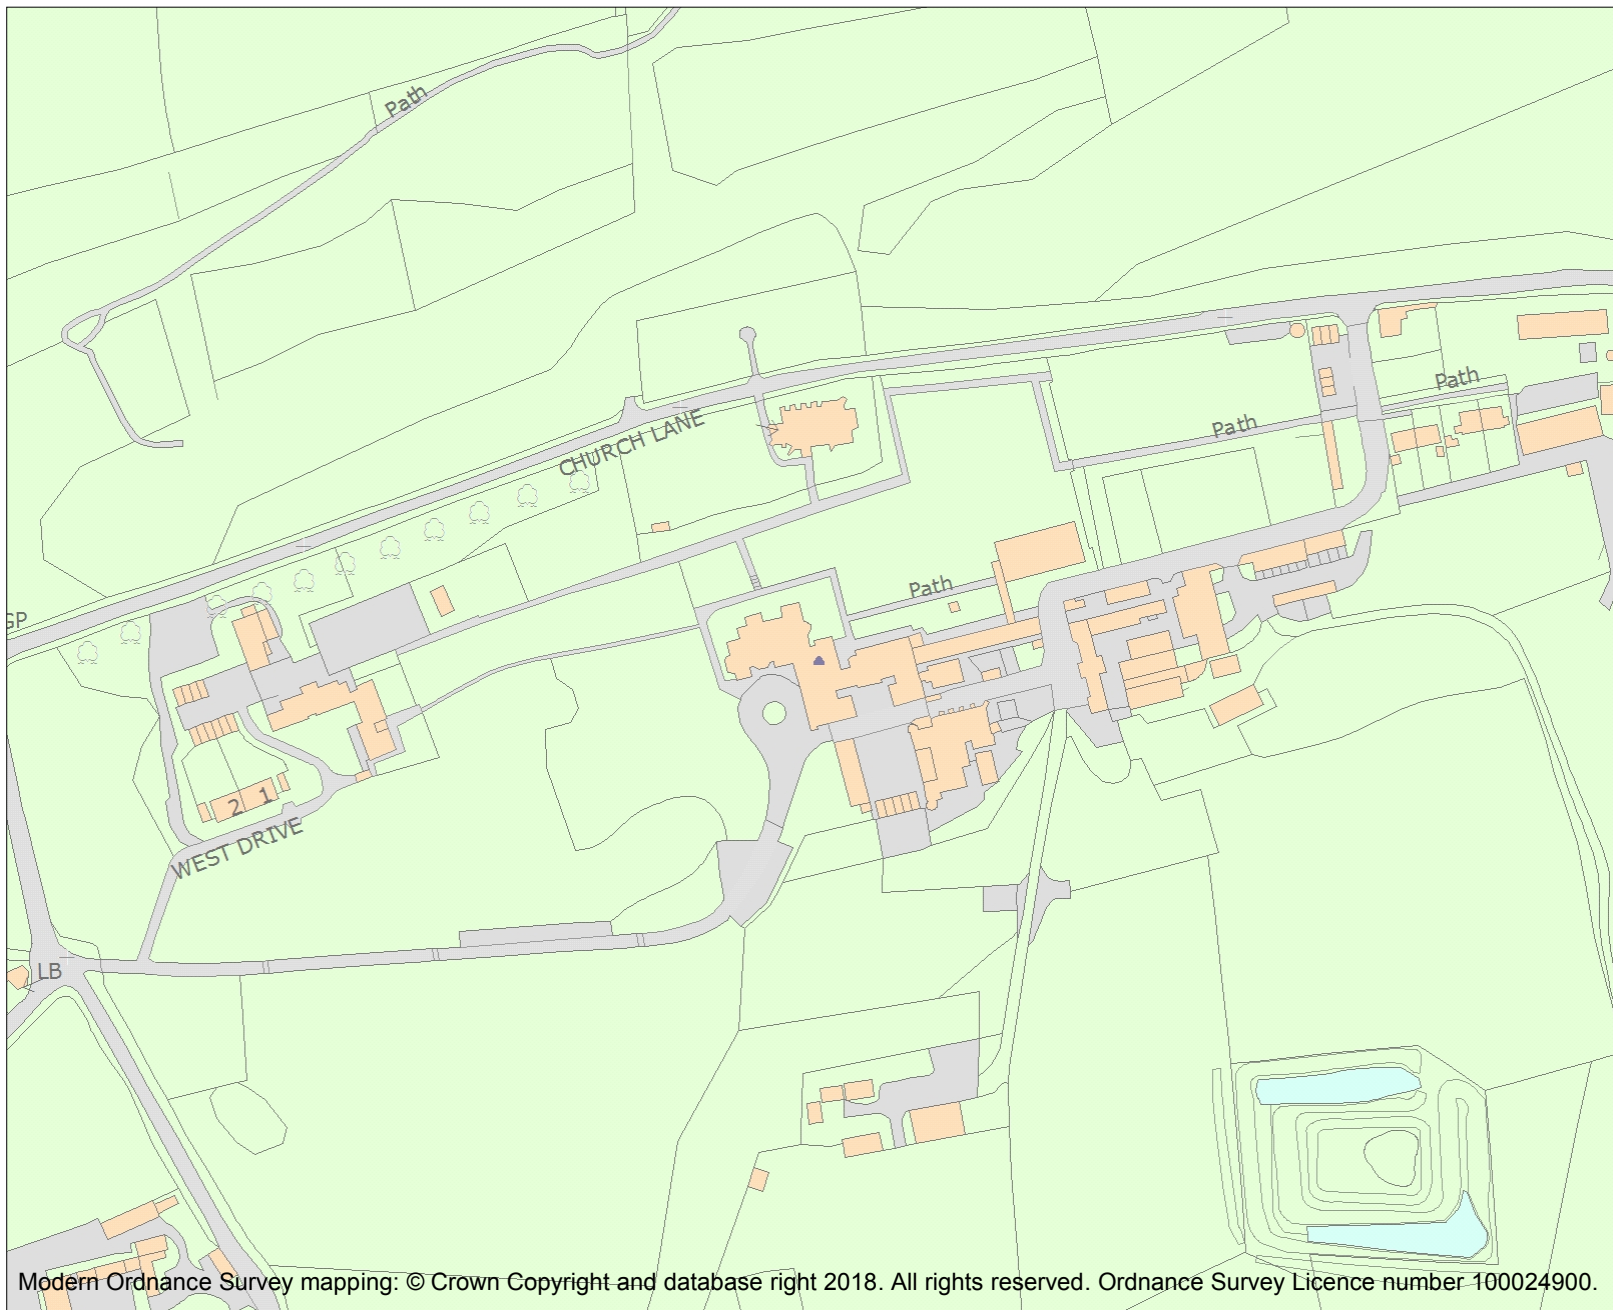 Path
Path
CHURCH LANE
Path
Path
GP
2 1
WEST DRIVE
LB
Modern Ordnance Survey mapping: © Crown Copyright and database right 2018. All rights reserved. Ordnance Survey Licence number 100024900.